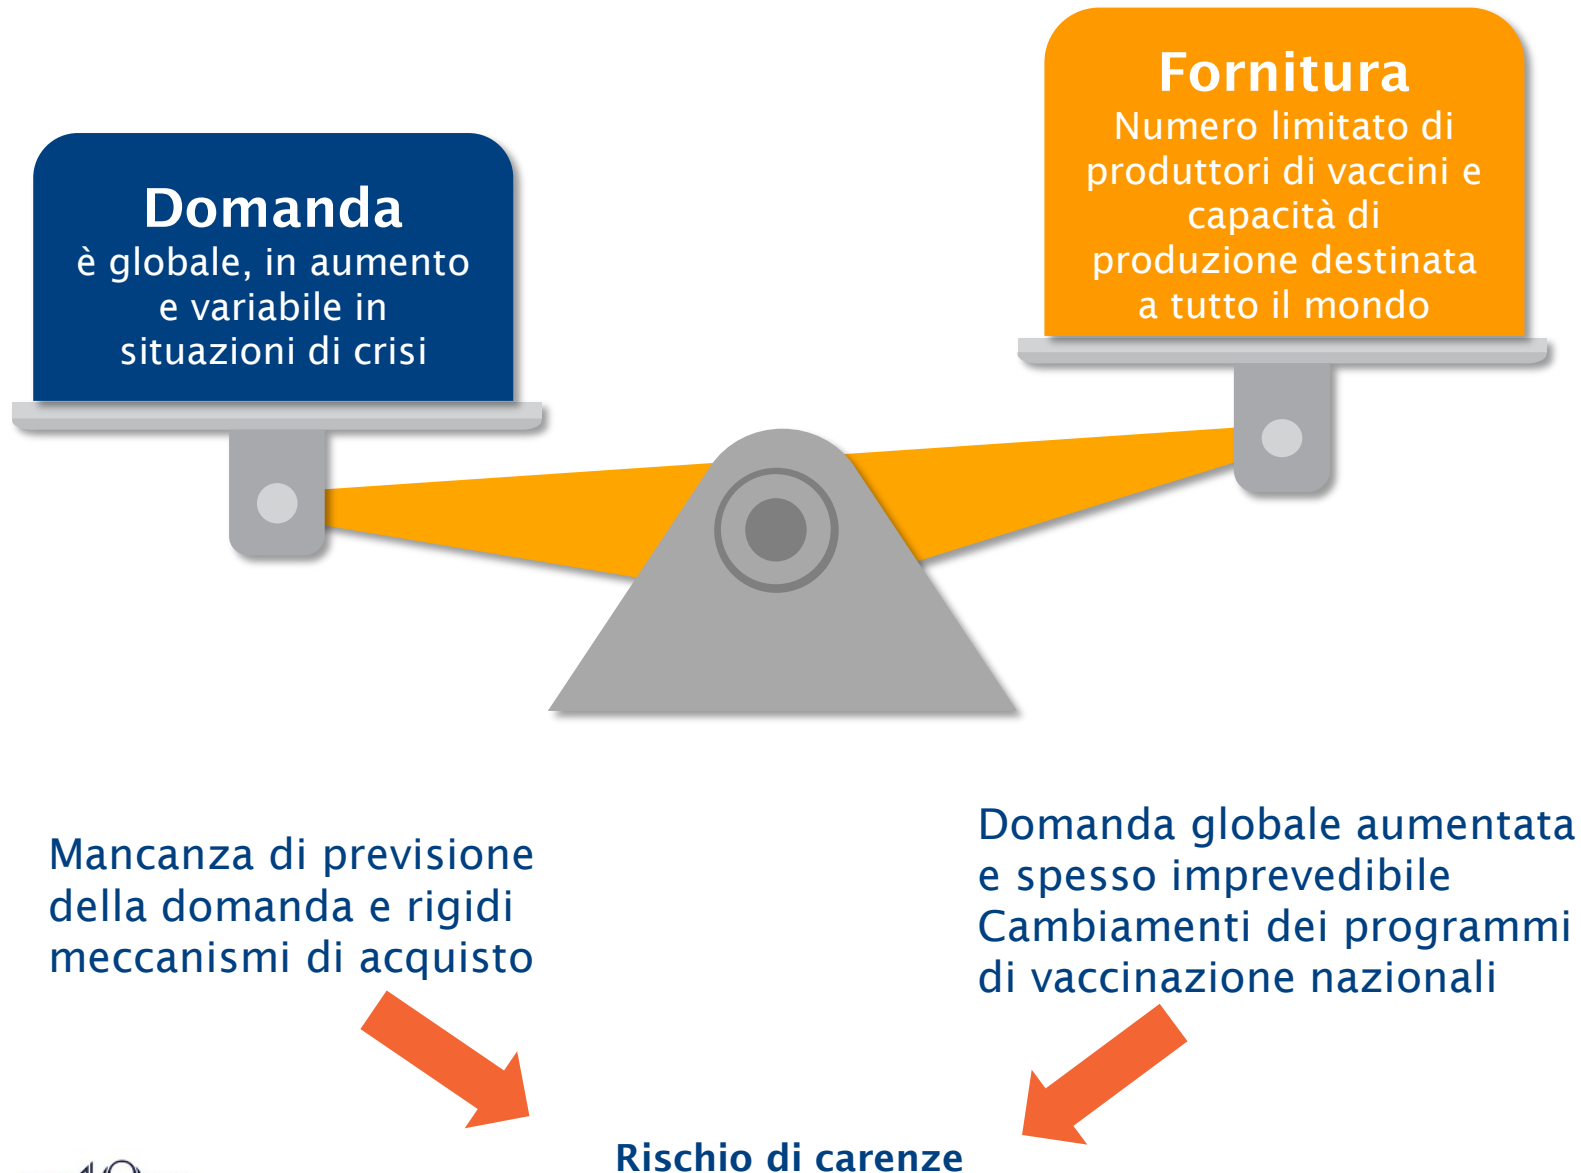 Domanda
è globale, in aumento
e variabile in
situazioni di crisi
Fornitura
Numero limitato di
produttori di vaccini e
capacità di
produzione destinata
a tutto il mondo
Mancanza di previsione
della domanda e rigidi
meccanismi di acquisto
Domanda globale aumentata
e spesso imprevedibile
Cambiamenti dei programmi
di vaccinazione nazionali
Rischio di carenze